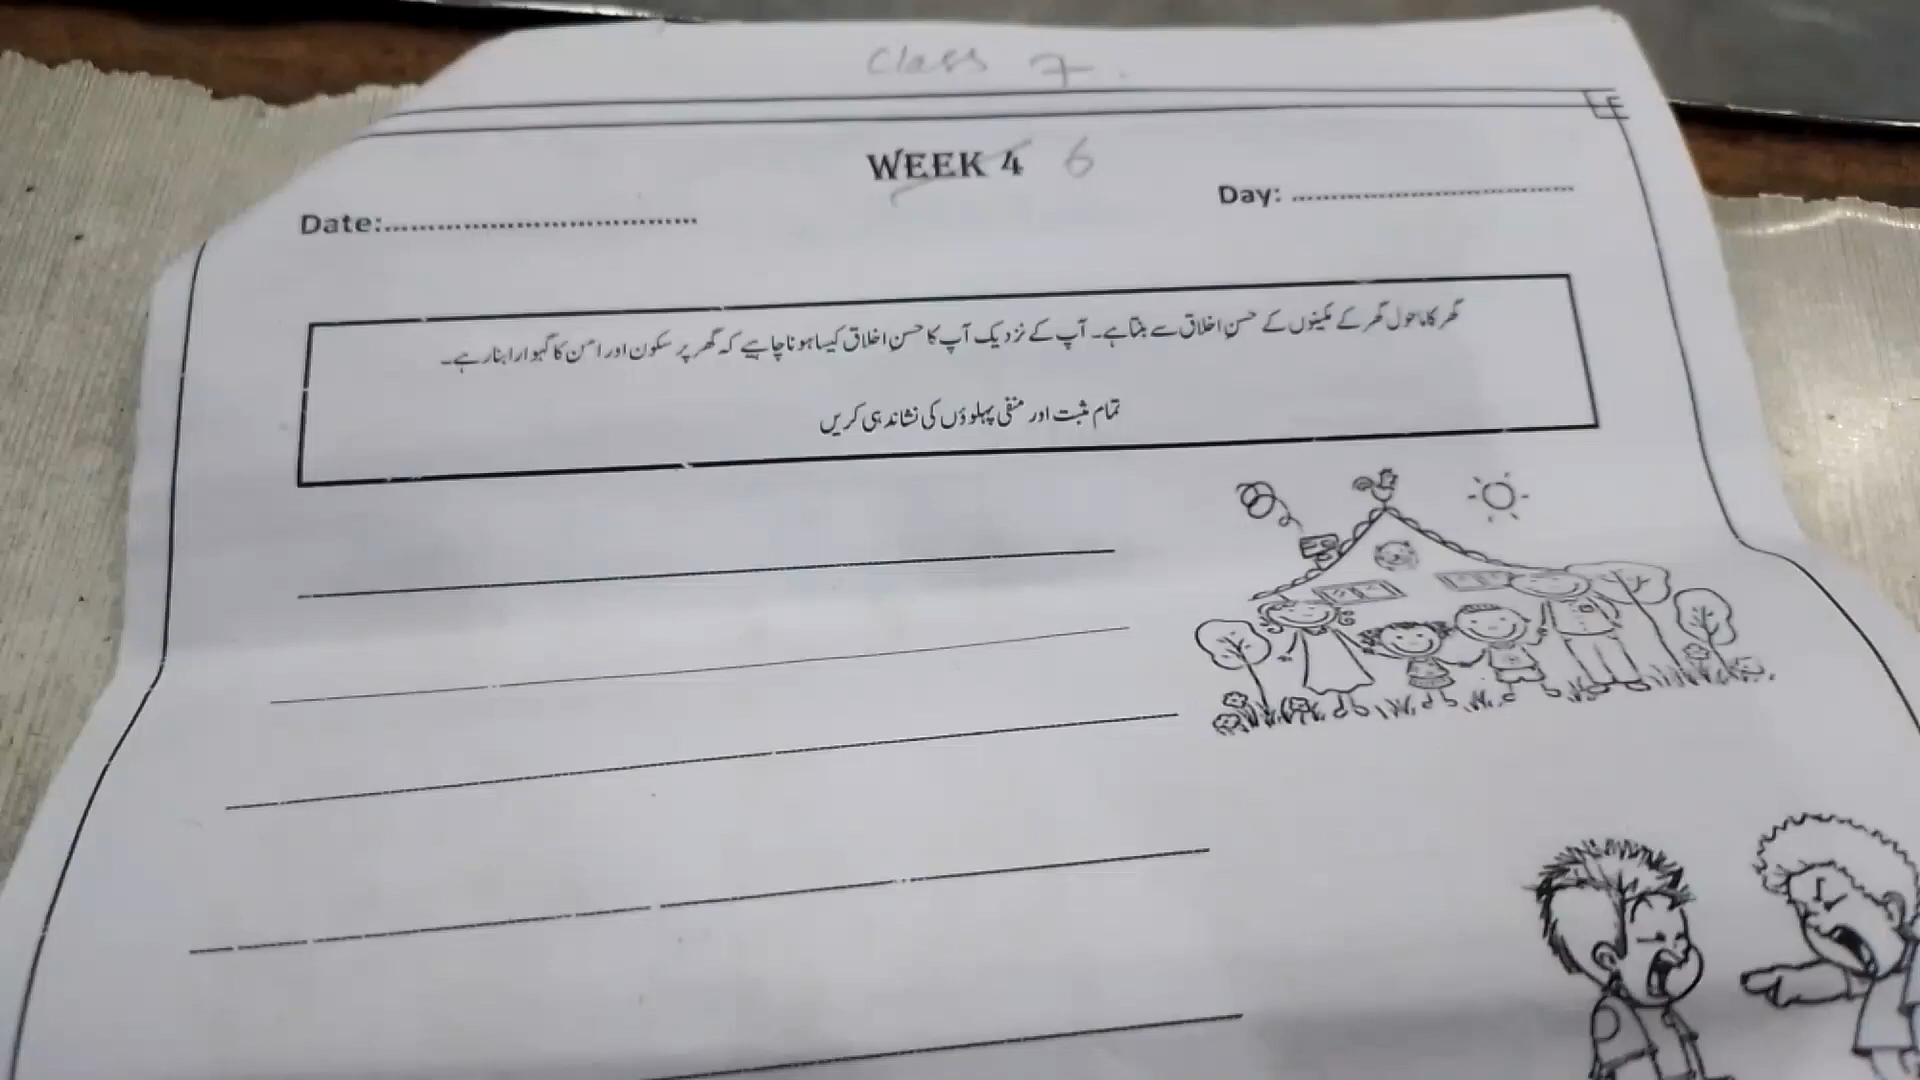 Class 7.
WEEK 4 6
Date:....................................
Day: ....................................
گھر کا ماحول گھر کے مکینوں کے حسنِ اخلاق سے بنتا ہے۔ آپ کے نزدیک آپ کا حسنِ اخلاق کیسا ہونا چاہیے کہ گھر پر سکون اور امن کا گہوارا بنا رہے۔
تمام مثبت اور منفی پہلوؤں کی نشاندہی کریں